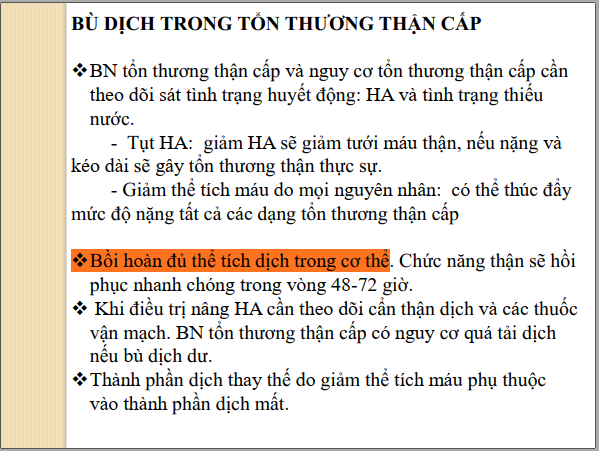 BÙ DỊCH TRONG TỔN THƯƠNG THẬN CẤP
❖BN tổn thương thận cấp và nguy cơ tổn thương thận cấp cần
theo dõi sát tình trạng huyết động: HA và tình trạng thiếu
nước.
- Tụt HA: giảm HA sẽ giảm tưới máu thận, nếu nặng và
kéo dài sẽ gây tổn thương thận thực sự.
- Giảm thể tích máu do mọi nguyên nhân: có thể thúc đẩy
mức độ nặng tất cả các dạng tổn thương thận cấp
❖Bồi hoàn đủ thể tích dịch trong cơ thể. Chức năng thận sẽ hồi
phục nhanh chóng trong vòng 48-72 giờ.
❖ Khi điều trị nâng HA cần theo dõi cẩn thận dịch và các thuốc
vận mạch. BN tổn thương thận cấp có nguy cơ quá tải dịch
nếu bù dịch dư.
❖Thành phần dịch thay thế do giảm thể tích máu phụ thuộc
vào thành phần dịch mất.